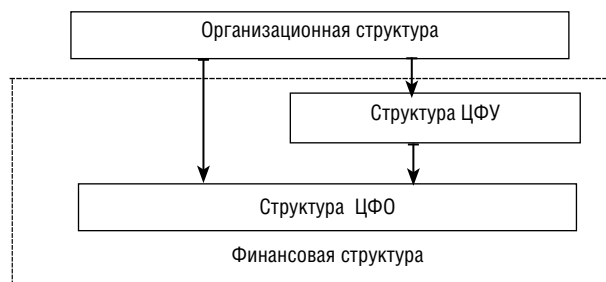 Организационная структура
Структура ЦФУ
Структура ЦФО
Финансовая структура